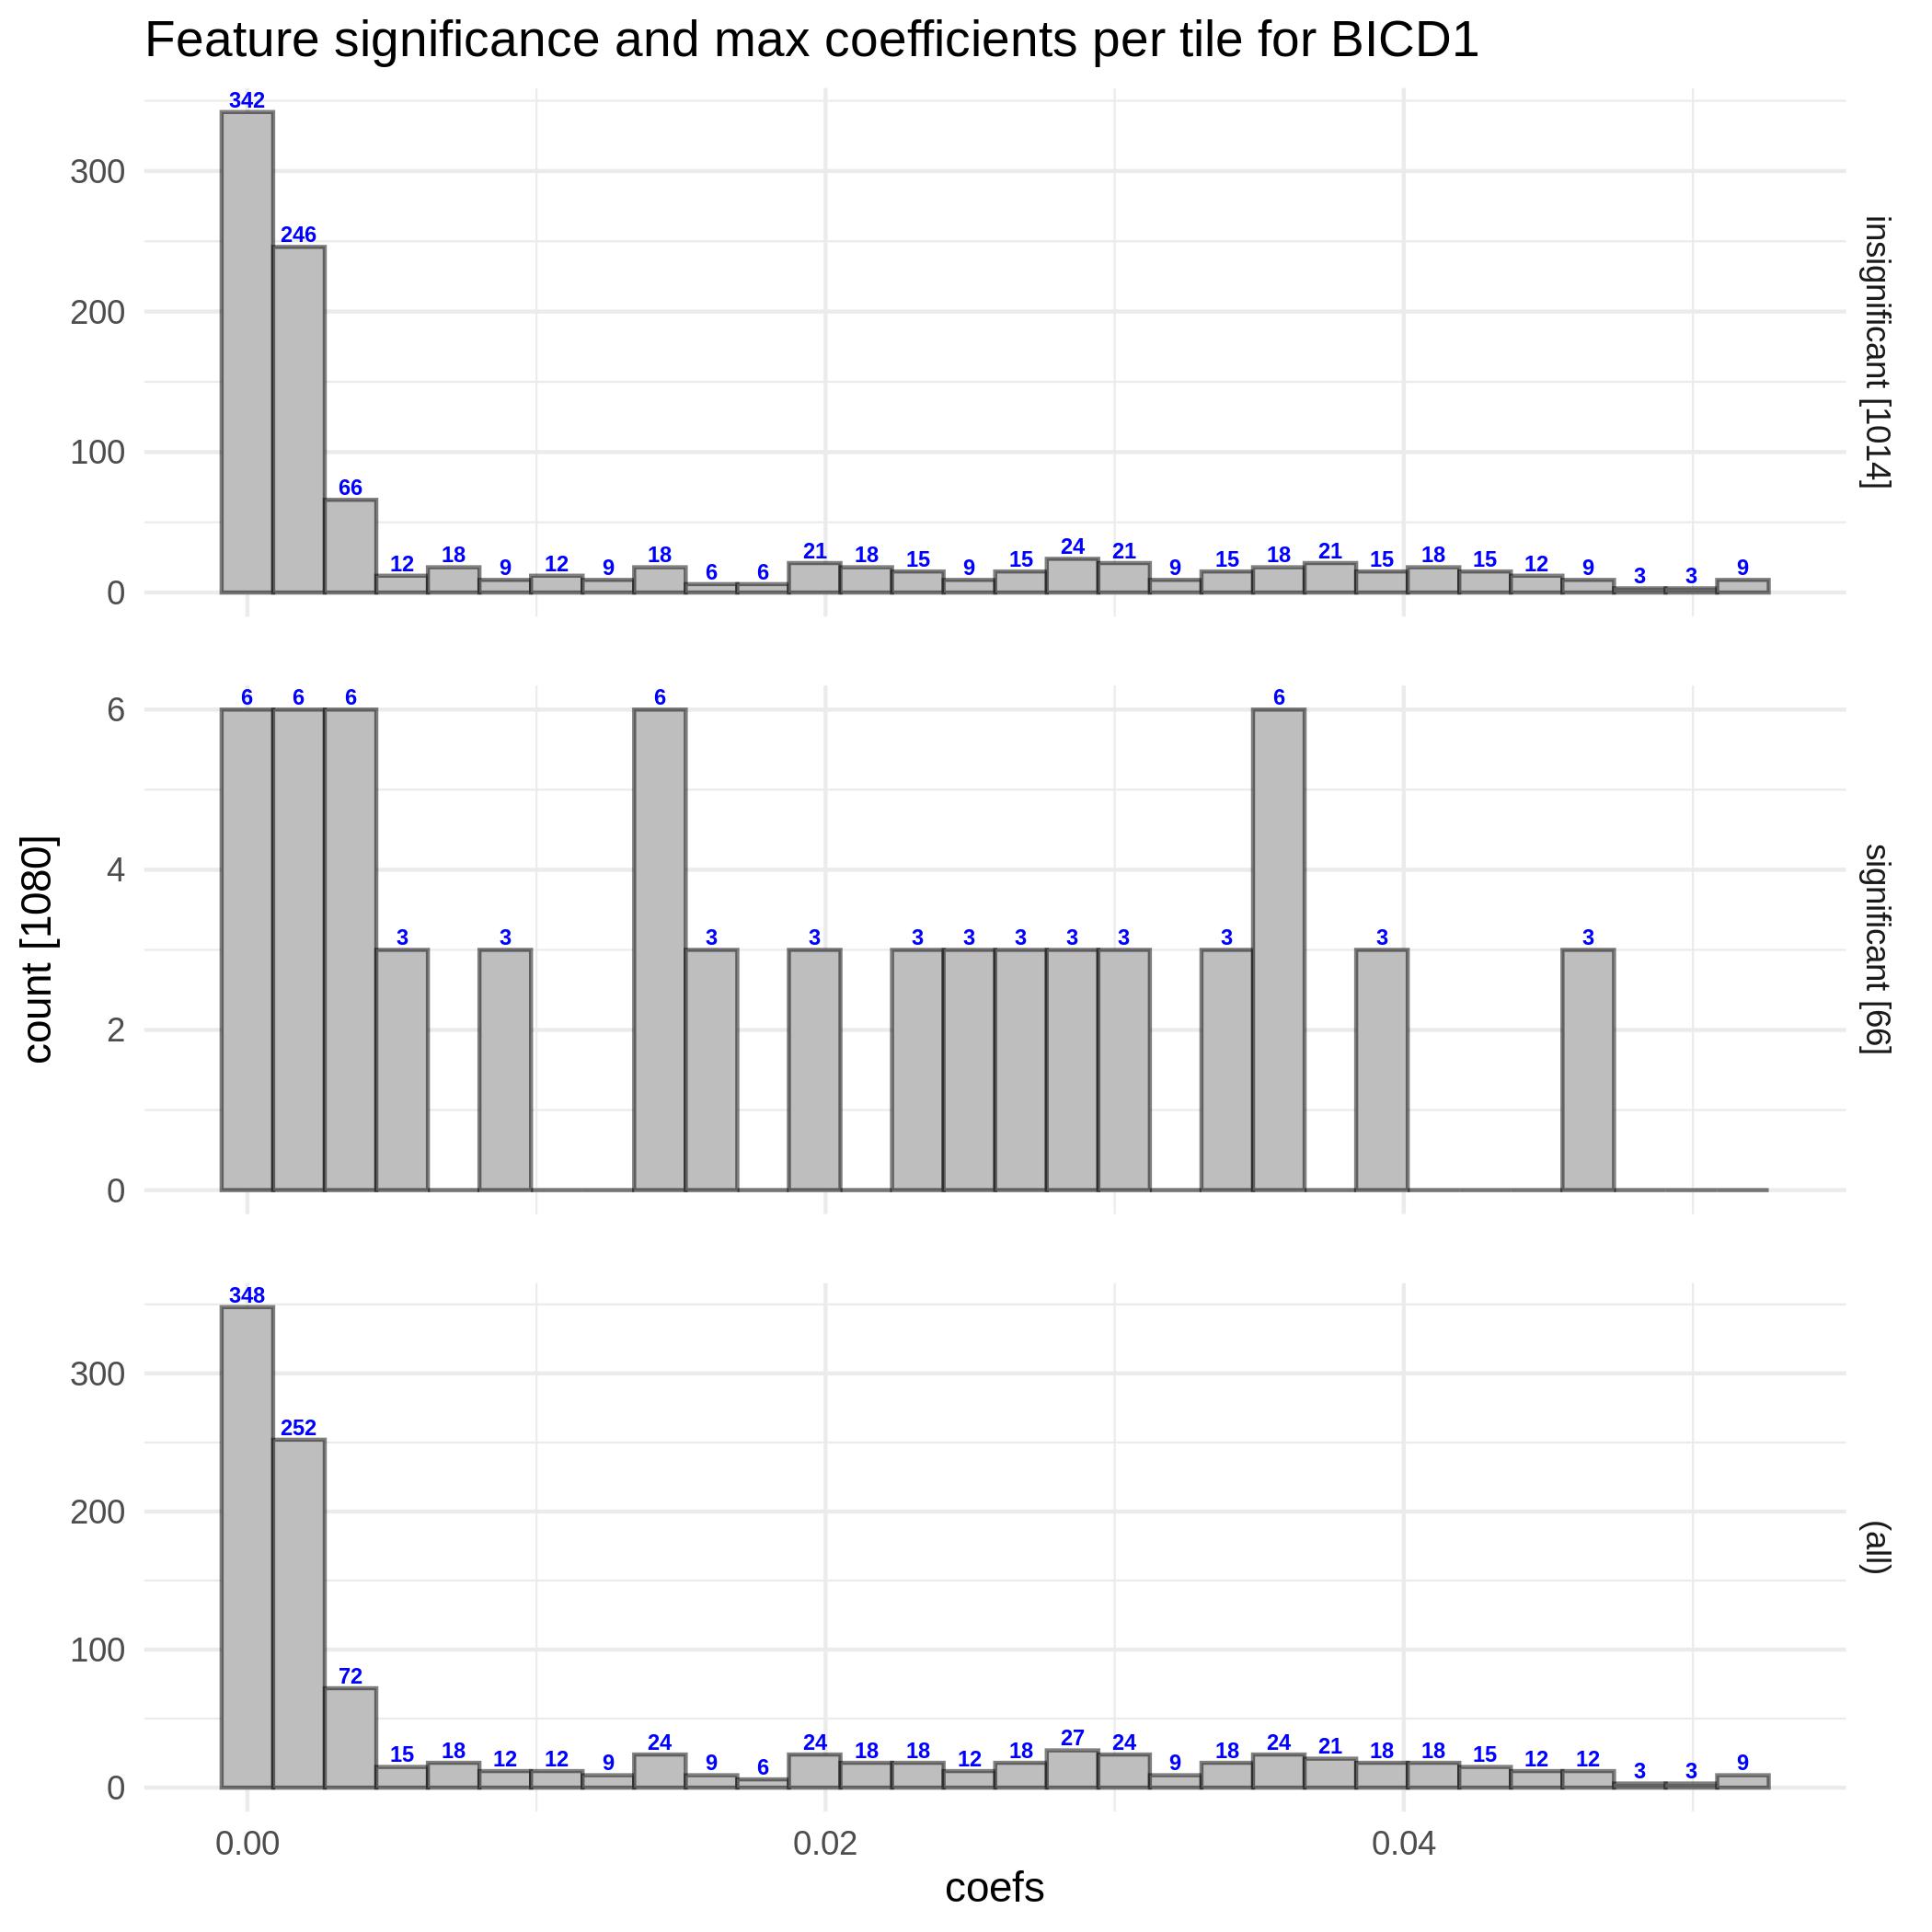 Feature significance and max coefficients per tile for BICD1
342
246
66 12 18 9 12 9 18 6 6 21 18 15 9 15 24 21 9 15 18 21 15 18 15 12 9 3 3 9
300
200
100
0
insignificant [1014]
6 6 6 3 3 6 3 3 3 3 3 3 3 3 6 3 3
6
4
2
0
significant [66]
count [1080]
348
252
72 15 18 12 12 9 24 9 6 24 18 18 12 18 27 24 9 18 24 21 18 18 15 12 12 3 3 9
300
200
100
0
(all)
0.00 0.02 0.04
coefs